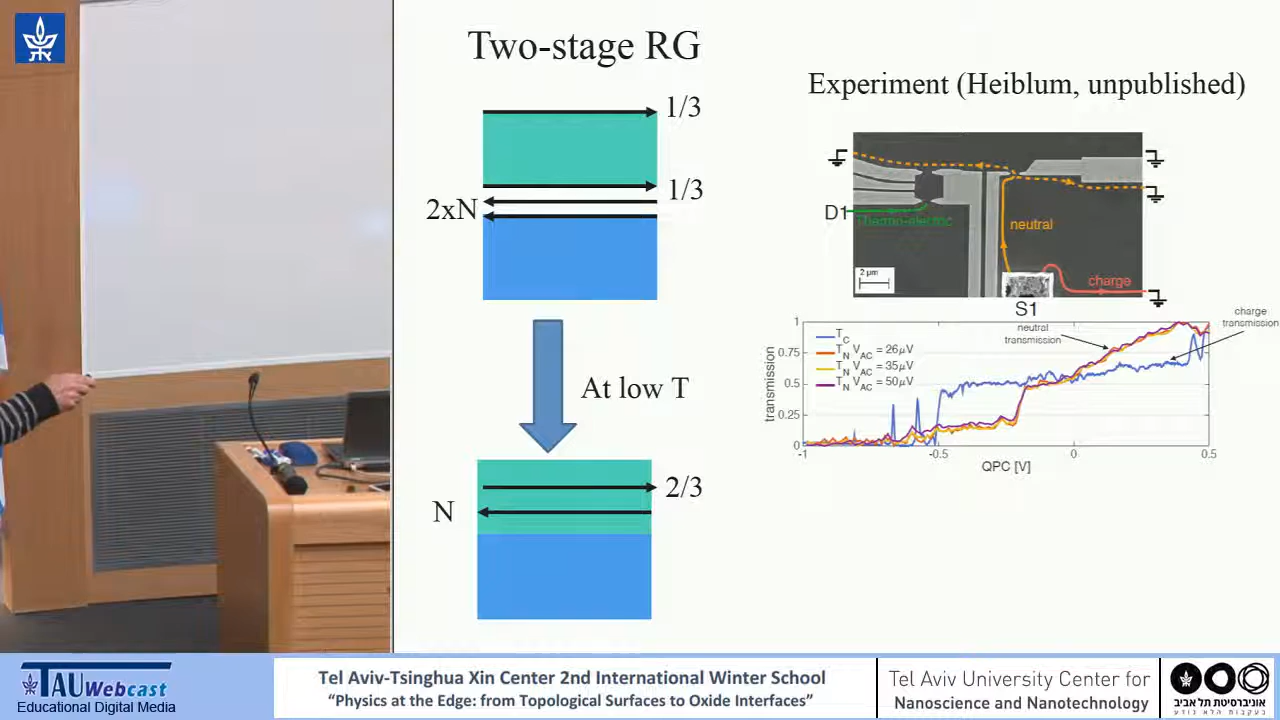 Two-stage RG
1/3
1/3
2xN
At low T
2/3
N
Experiment (Heiblum, unpublished)
D1
Thermo-electric
neutral
2 μm
charge
S1
charge
transmission
neutral
transmission
T_C
T_N V_AC = 26μV
T_N V_AC = 35μV
T_N V_AC = 50μV
transmission
1
0.75
0.5
0.25
0
-1
-0.5
0
0.5
QPC [V]
TAU Webcast
Educational Digital Media
Tel Aviv-Tsinghua Xin Center 2nd International Winter School
“Physics at the Edge: from Topological Surfaces to Oxide Interfaces”
Tel Aviv University Center for
Nanoscience and Nanotechnology
אוניברסיטת תל אביב